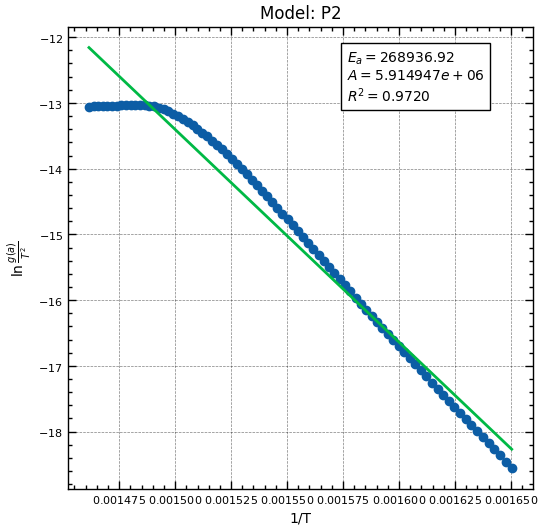 Model: P2
E_a = 268936.92
A = 5.914947e + 06
R^2 = 0.9720
ln g(a)/T^2
−12
−13
−14
−15
−16
−17
−18
0.001475 0.001500 0.001525 0.001550 0.001575 0.001600 0.001625 0.001650
1/T